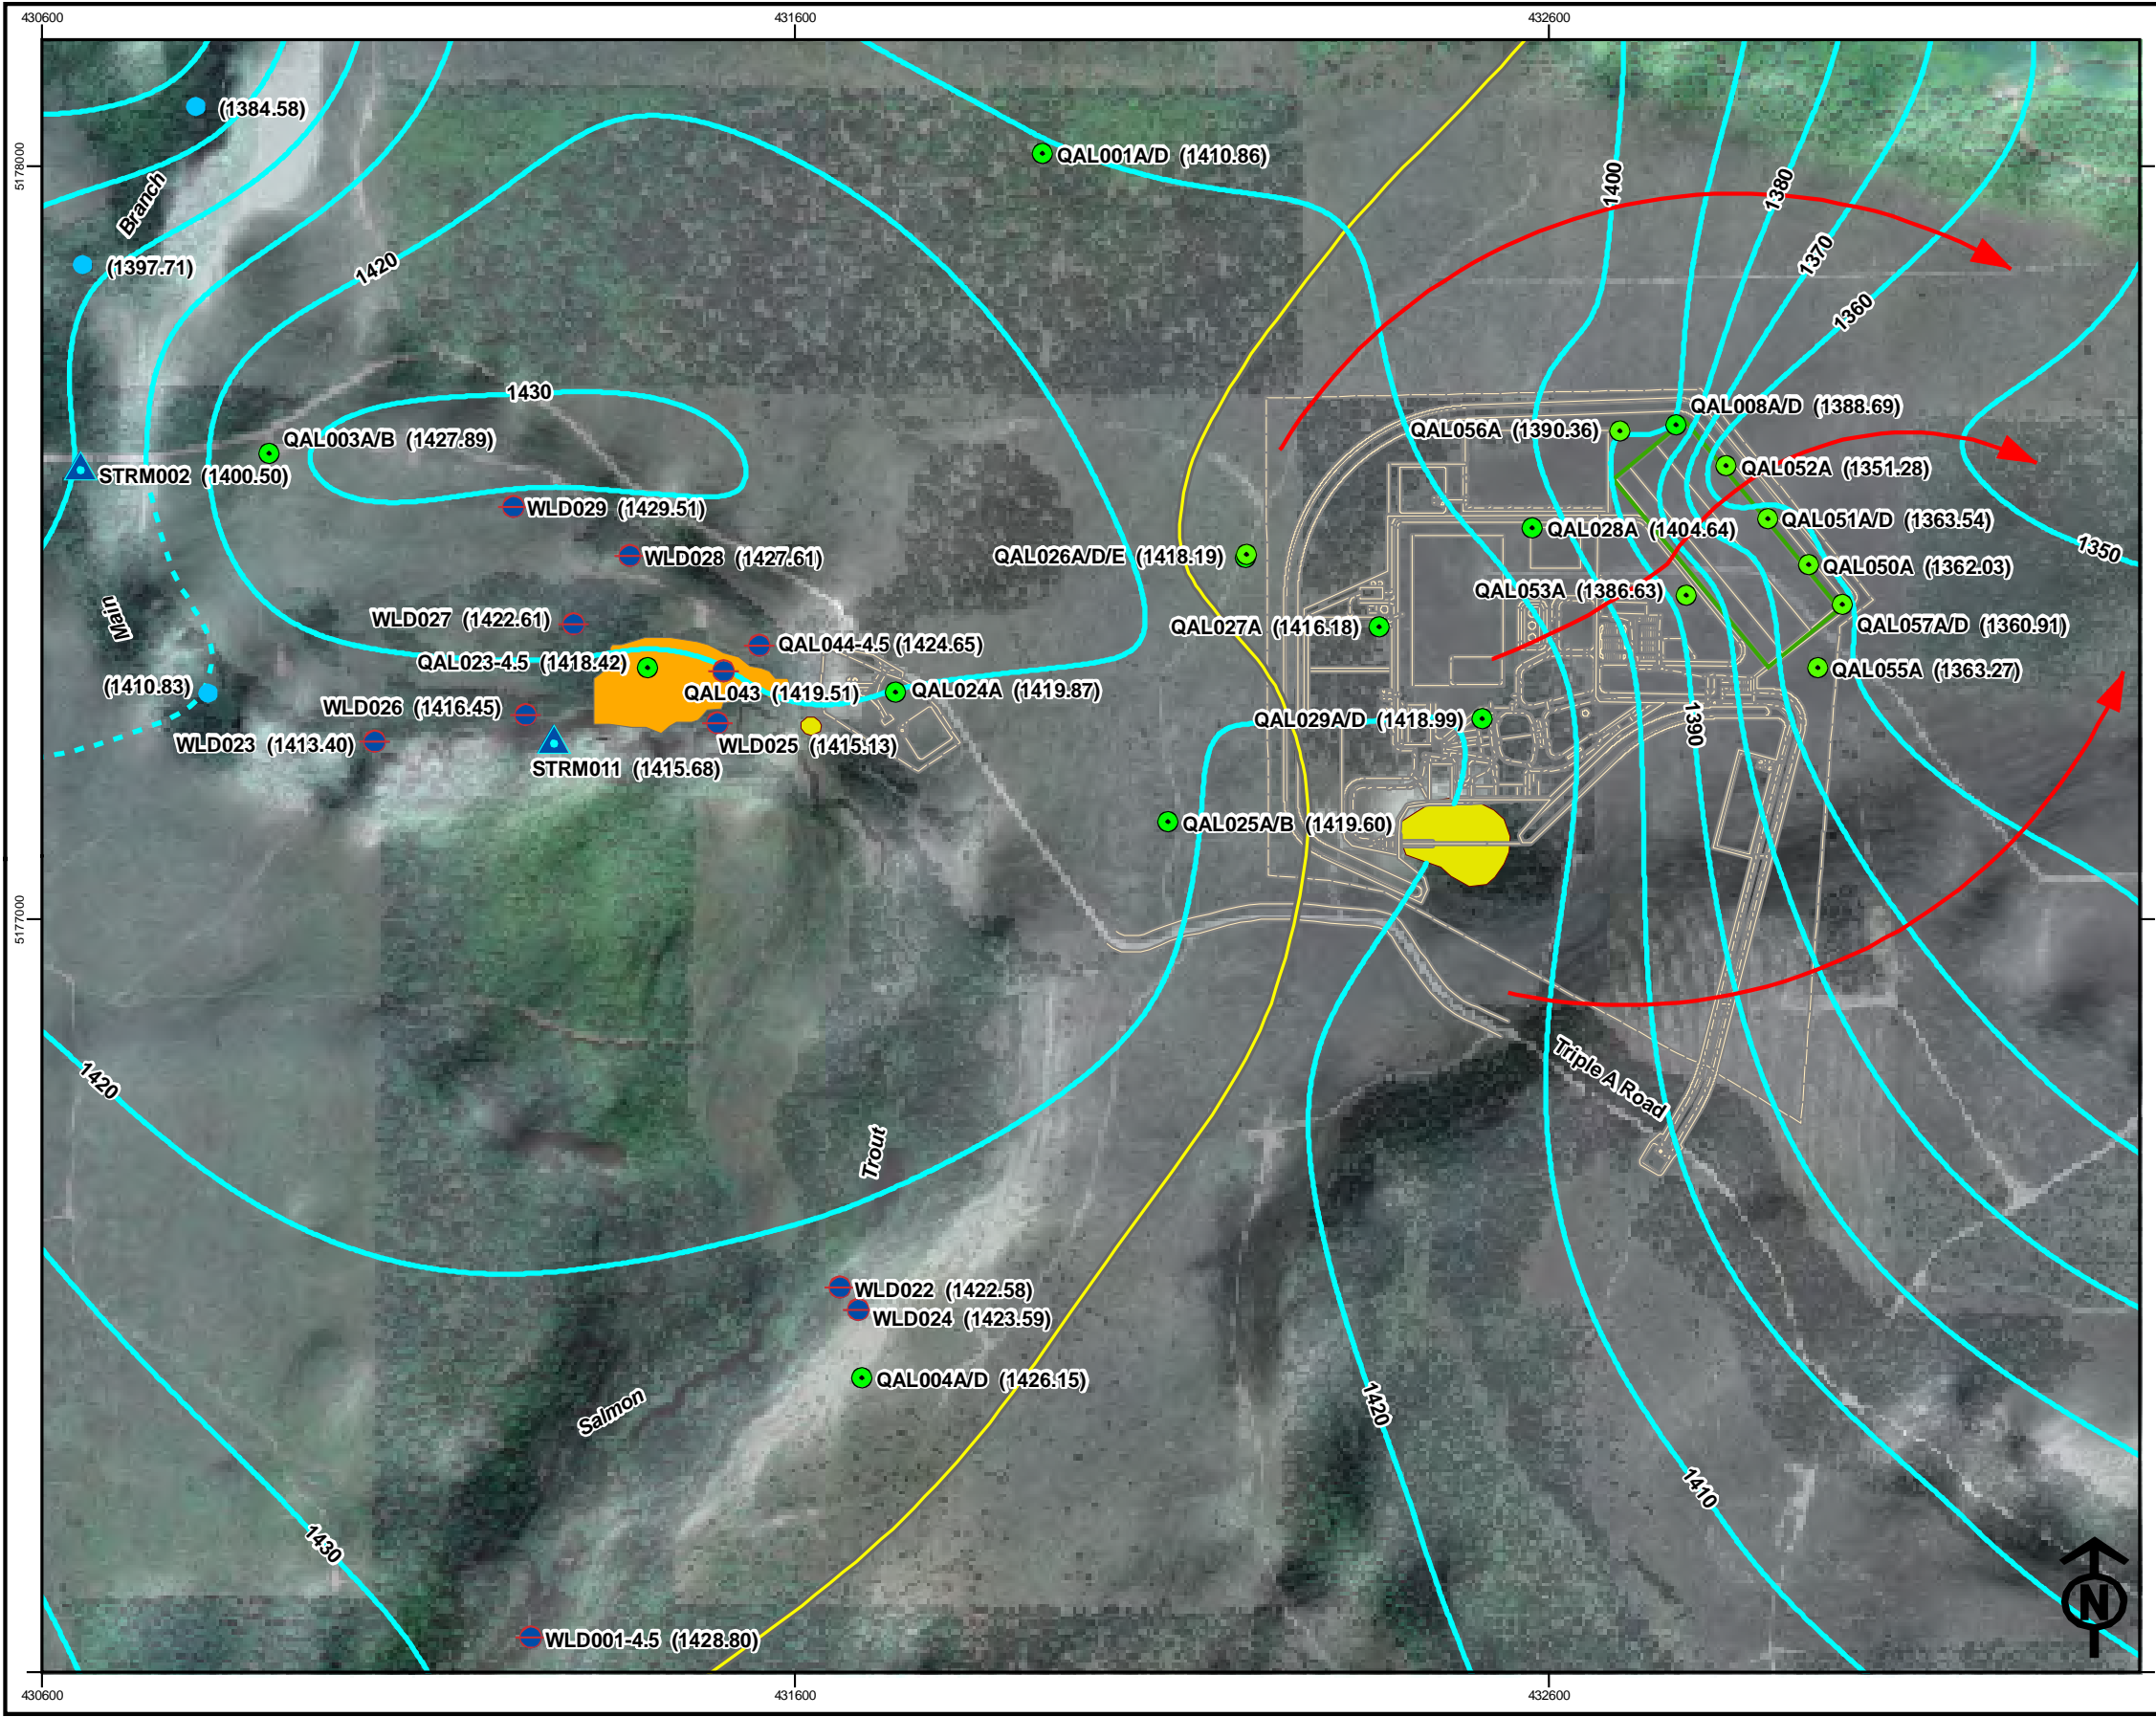 430600
431600
432600
5178000
5177000
(1384.58)
QAL001A/D (1410.86)
1400
1380
Branch
1370
(1397.71)
1420
1360
1430
QAL008A/D (1388.69)
QAL056A (1390.36)
QAL003A/B (1427.89)
STRM002 (1400.50)
QAL052A (1351.28)
WLD029 (1429.51)
QAL051A/D (1363.54)
QAL028A (1404.64)
WLD028 (1427.61)
QAL026A/D/E (1418.19)
1350
QAL050A (1362.03)
QAL053A (1386.63)
Main
WLD027 (1422.61)
QAL027A (1416.18)
QAL057A/D (1360.91)
QAL044-4.5 (1424.65)
QAL023-4.5 (1418.42)
QAL055A (1363.27)
(1410.83)
QAL043 (1419.51)
QAL024A (1419.87)
WLD026 (1416.45)
QAL029A/D (1418.99)
1390
WLD023 (1413.40)
WLD025 (1415.13)
STRM011 (1415.68)
QAL025A/B (1419.60)
1420
Triple A Road
Trout
WLD022 (1422.58)
WLD024 (1423.59)
QAL004A/D (1426.15)
Salmon
1420
1410
1430
N
WLD001-4.5 (1428.80)
430600
431600
432600